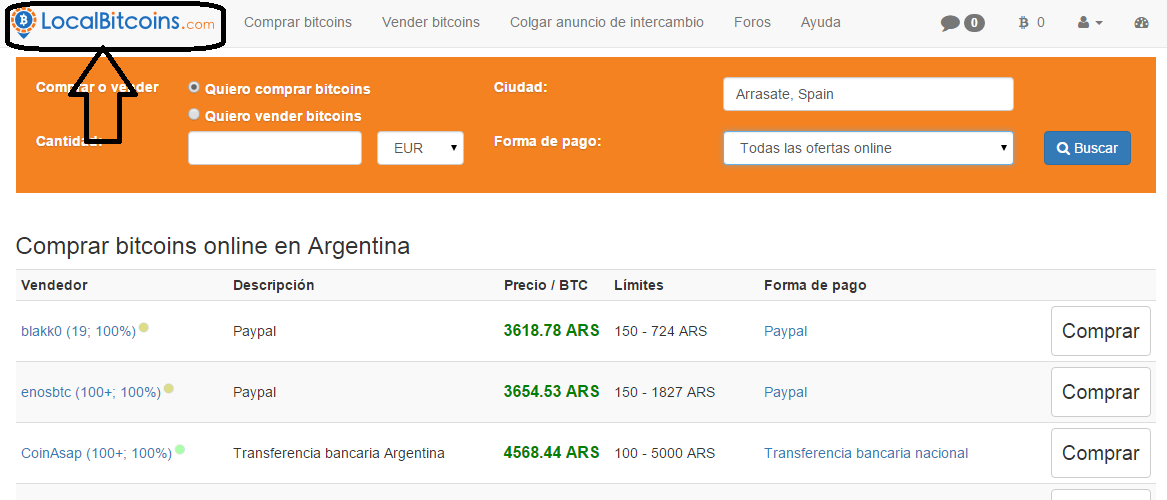 LocalBitcoins.com Comprar bitcoins Vender bitcoins Colgar anuncio de intercambio Foros Ayuda 0 0
Comprar o vender Quiero comprar bitcoins Ciudad: Arrasate, Spain
Quiero vender bitcoins
Cantidad: EUR Forma de pago: Todas las ofertas online Buscar
Comprar bitcoins online en Argentina
Vendedor Descripción Precio / BTC Límites Forma de pago
blakk0 (19; 100%) Paypal 3618.78 ARS 150 - 724 ARS Paypal Comprar
enosbtc (100+; 100%) Paypal 3654.53 ARS 150 - 1827 ARS Paypal Comprar
CoinAsap (100+; 100%) Transferencia bancaria Argentina 4568.44 ARS 100 - 5000 ARS Transferencia bancaria nacional Comprar